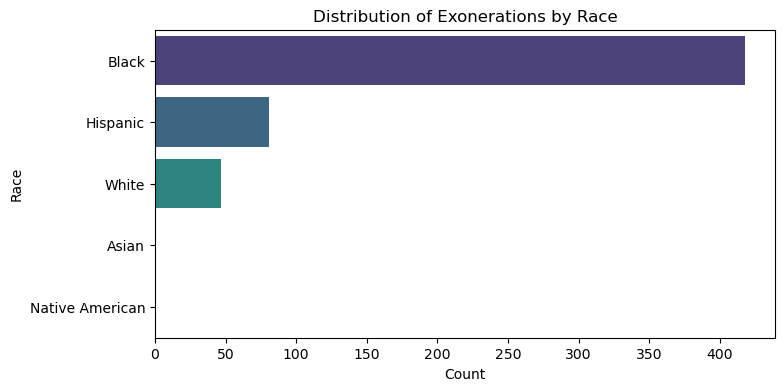 Distribution of Exonerations by Race
Black
Hispanic
White
Asian
Native American
Race
0 50 100 150 200 250 300 350 400
Count